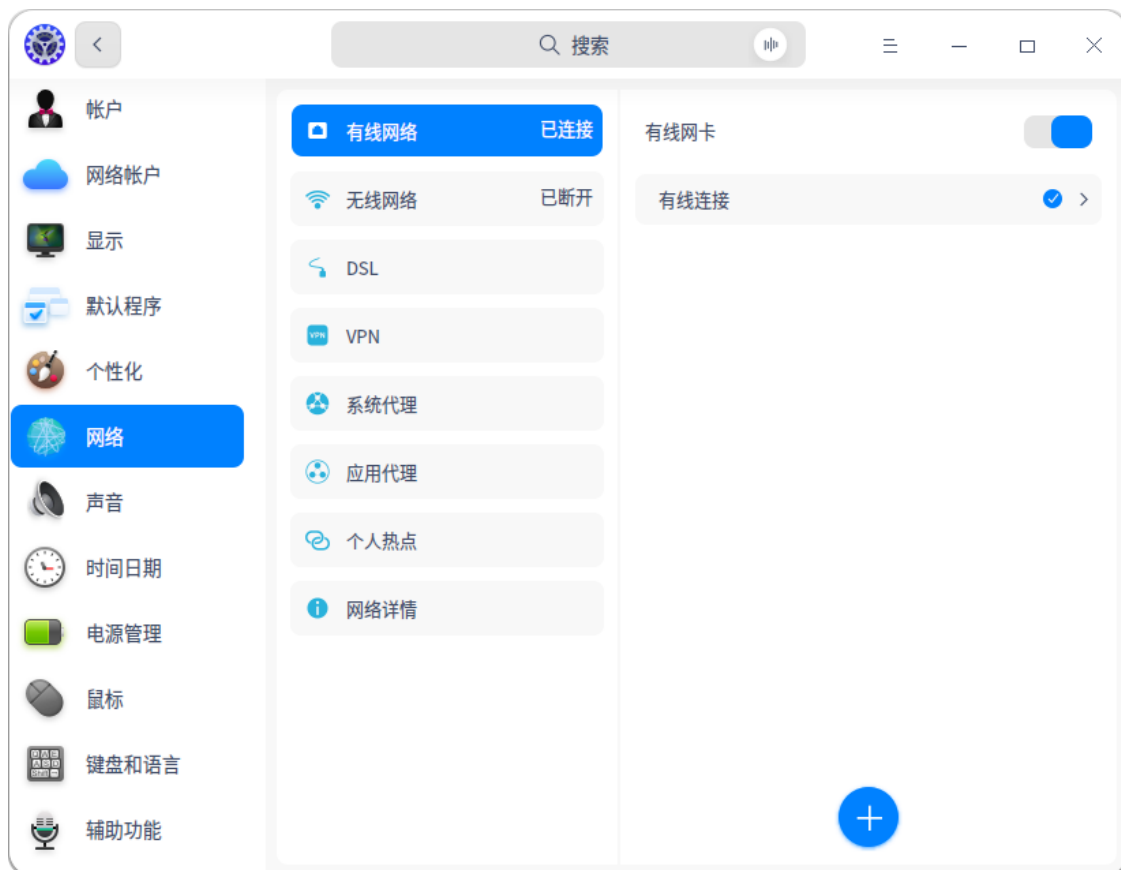 搜索
帐户
网络帐户
显示
默认程序
个性化
网络
声音
时间日期
电源管理
鼠标
键盘和语言
辅助功能
有线网络 已连接
无线网络 已断开
DSL
VPN VPN
系统代理
应用代理
个人热点
网络详情
有线网卡
有线连接